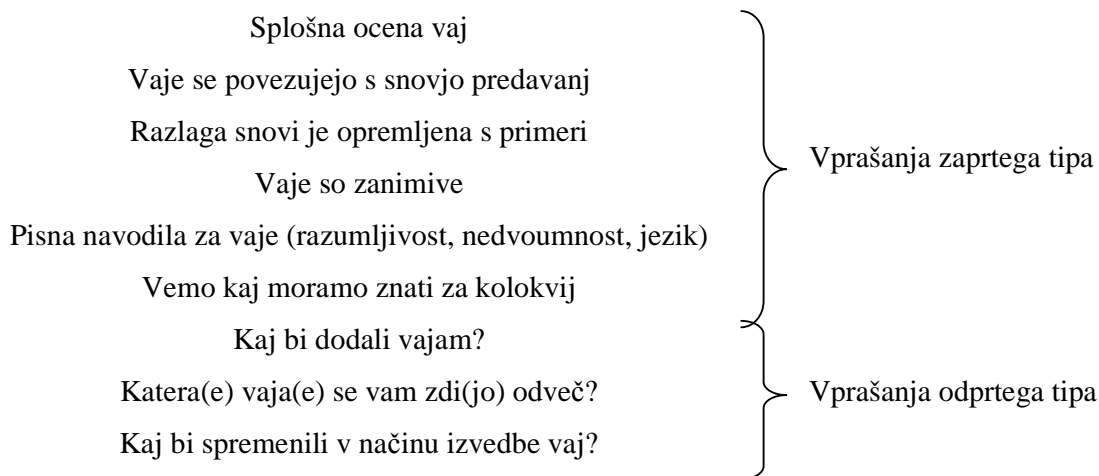 Splošna ocena vaj
Vaje se povezujejo s snovjo predavanj
Razlaga snovi je opremljena s primeri
Vaje so zanimive
Pisna navodila za vaje (razumljivost, nedvoumnost, jezik)
Vemo kaj moramo znati za kolokvij
Vprašanja zaprtega tipa
Kaj bi dodali vajam?
Katera(e) vaja(e) se vam zdi(jo) odveč?
Kaj bi spremenili v načinu izvedbe vaj?
Vprašanja odprtega tipa